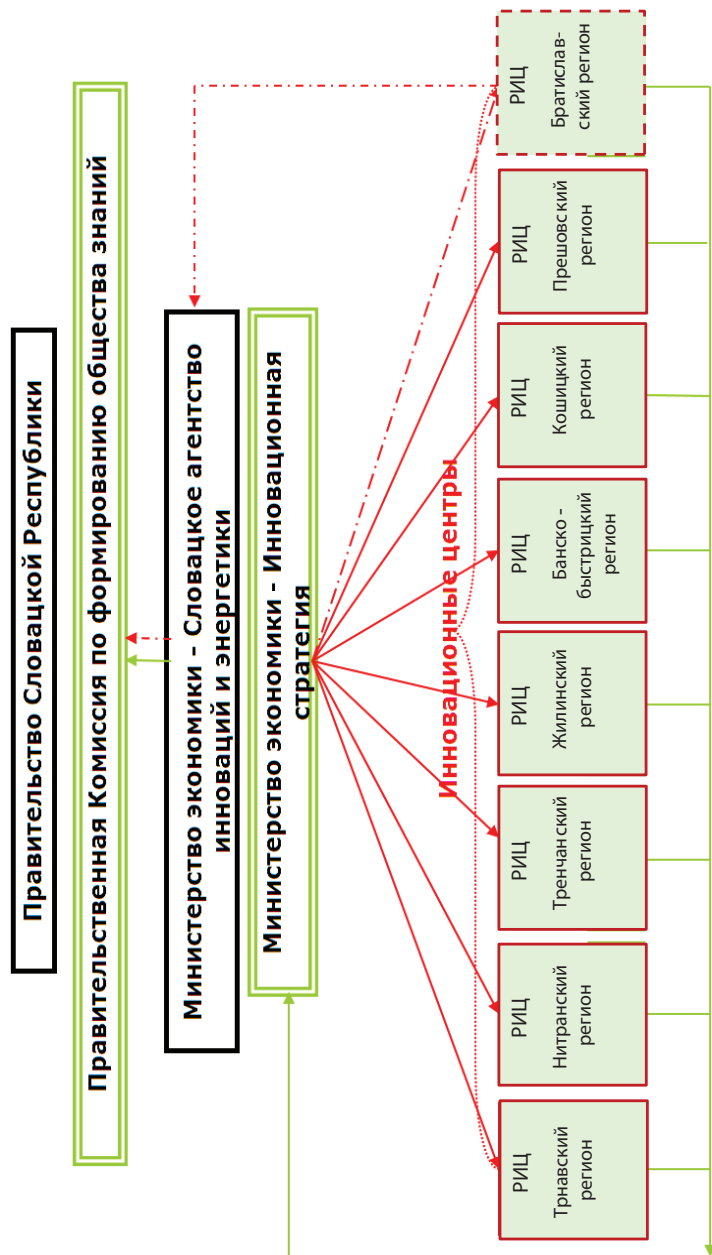 Правительство Словацкой Республики
Правительственная Комиссия по формированию общества знаний
Министерство экономики – Словацкое агентство
инноваций и энергетики
Министерство экономики – Инновационная
стратегия
Инновационные центры
РИЦ
Трнавский
регион
РИЦ
Нитранский
регион
РИЦ
Тренчанский
регион
РИЦ
Жилинский
регион
РИЦ
Банско -
быстрицкий
регион
РИЦ
Кошицкий
регион
РИЦ
Прешовский
регион
РИЦ
Братислав-
ский регион